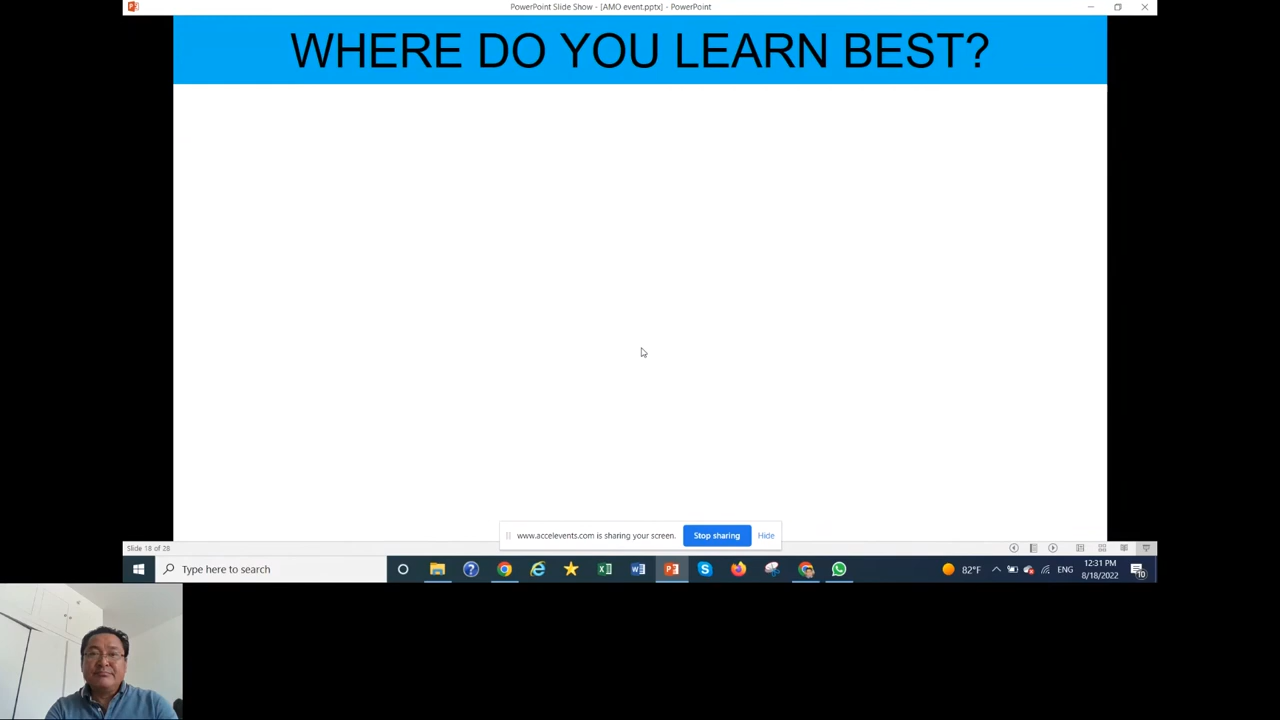 PowerPoint Slide Show - [AMO event.pptx] - PowerPoint
WHERE DO YOU LEARN BEST?
www.accelevents.com is sharing your screen. Stop sharing Hide
Slide 18 of 28
Type here to search
82°F
ENG
12:31 PM
8/18/2022
10